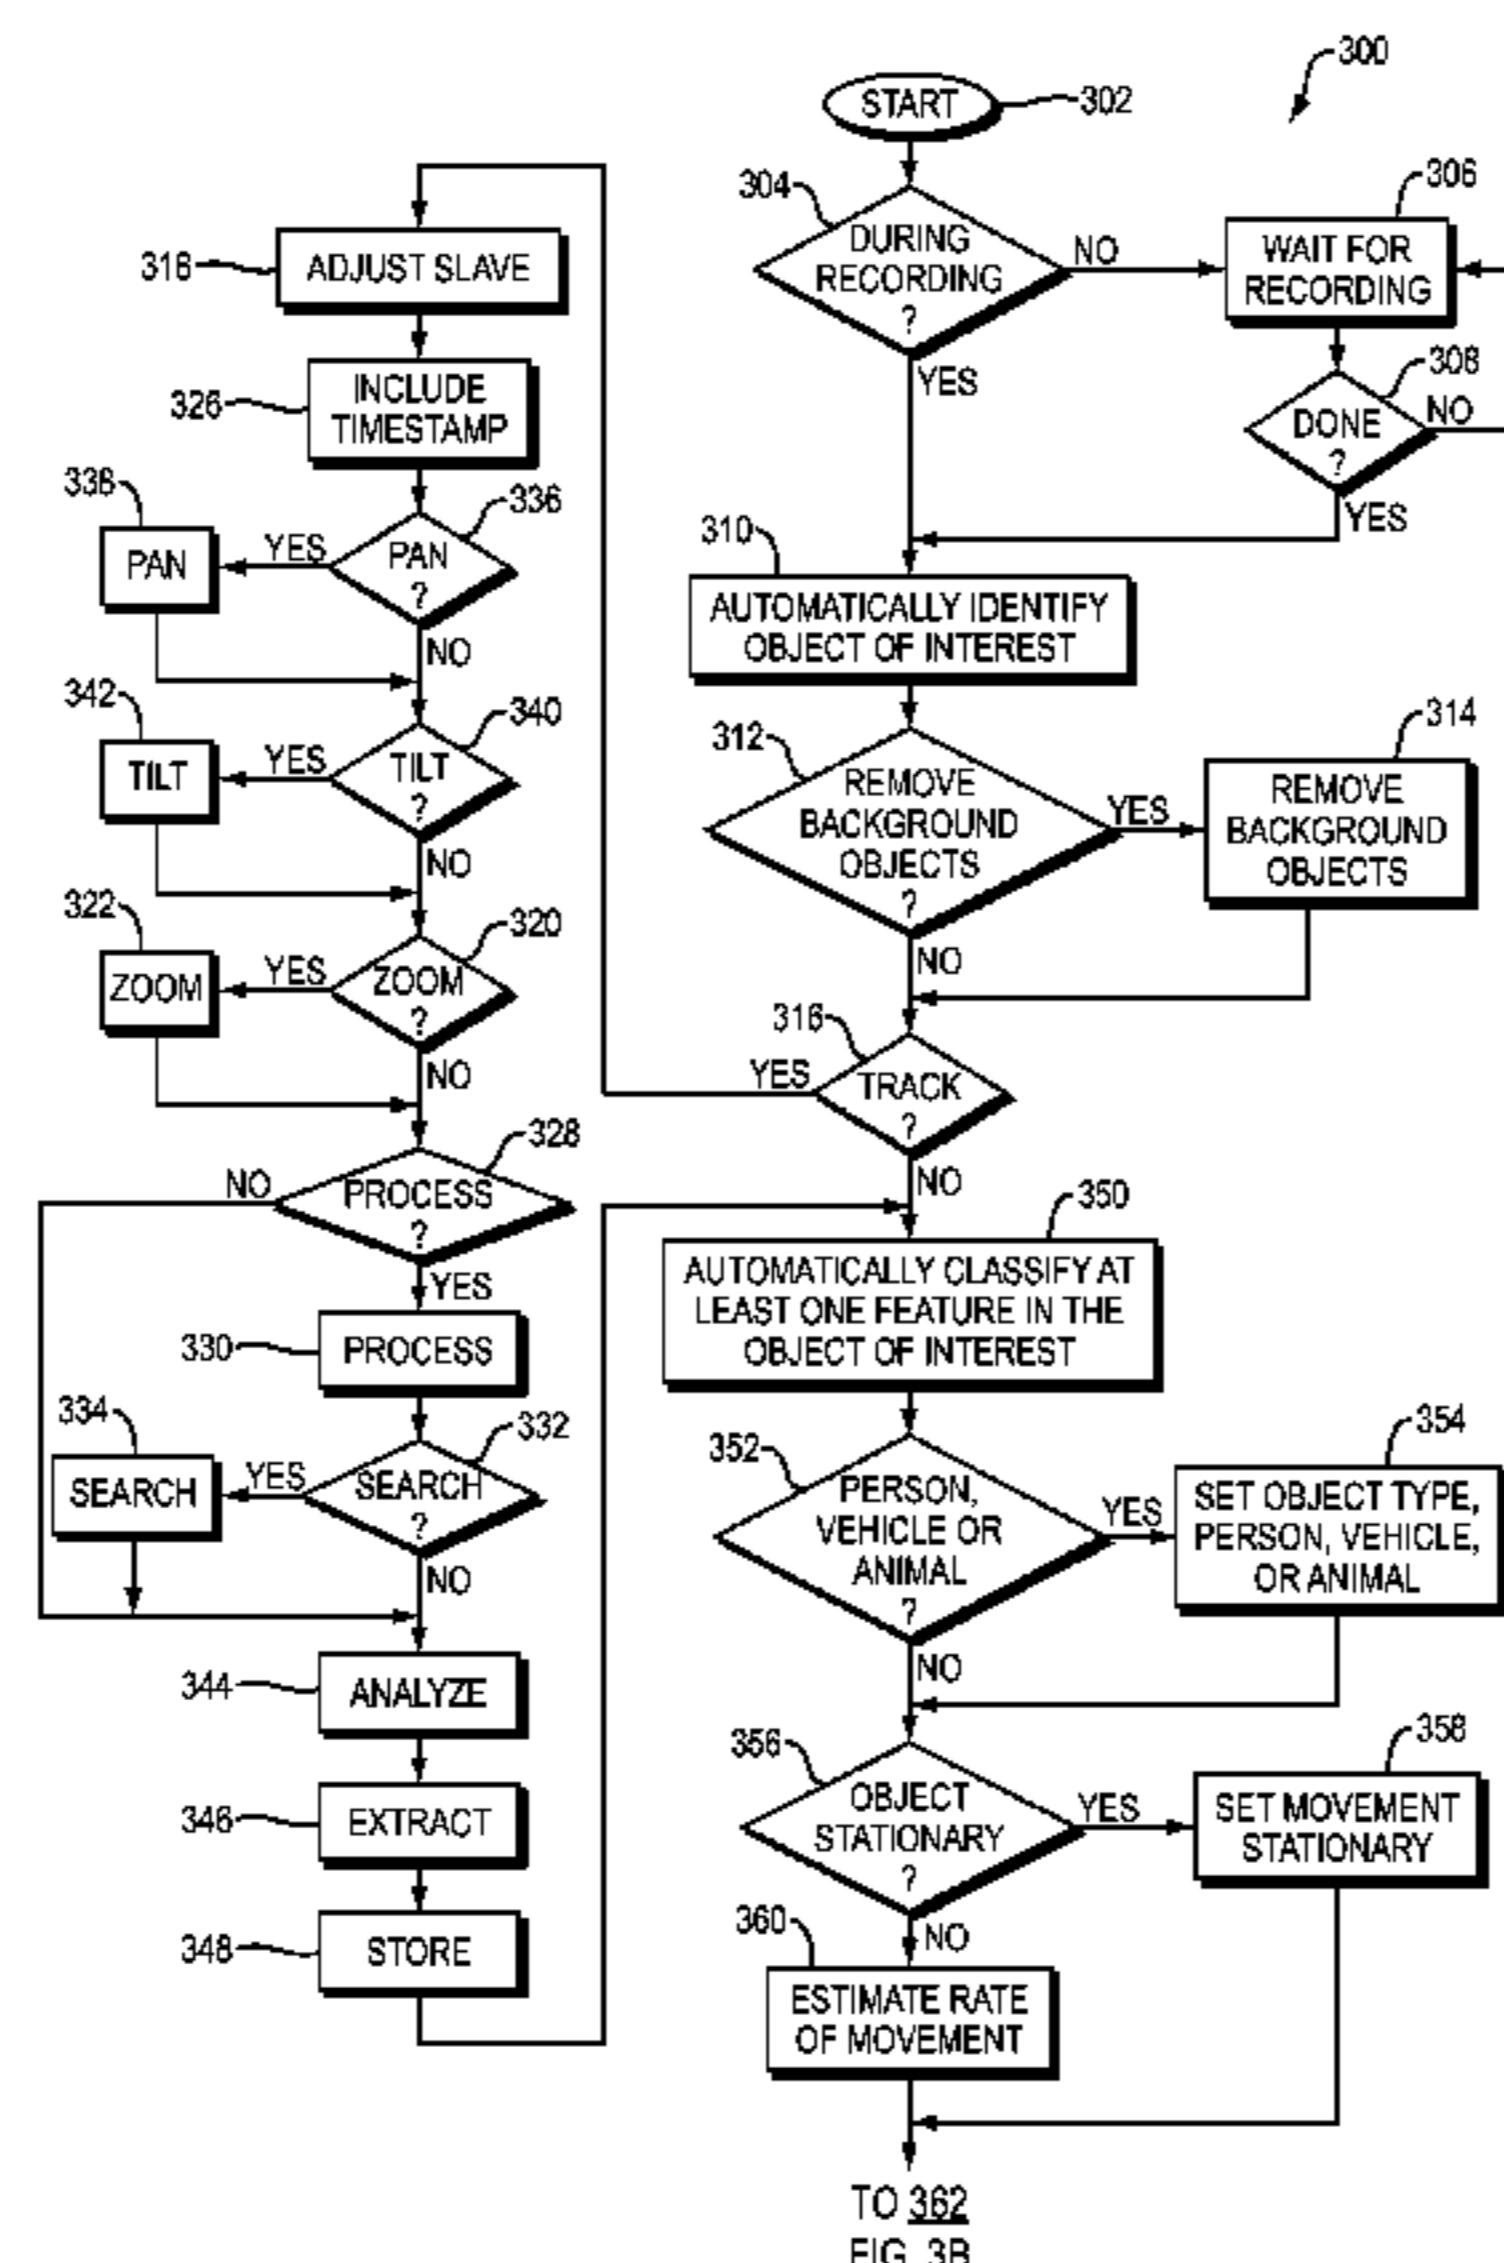 300
START
302
304
DURING
RECORDING
?
NO
YES
306
WAIT FOR
RECORDING
308
DONE
?
NO
YES
310
AUTOMATICALLY IDENTIFY
OBJECT OF INTEREST
312
REMOVE
BACKGROUND
OBJECTS
?
YES
NO
314
REMOVE
BACKGROUND
OBJECTS
316
TRACK
?
YES
NO
318
ADJUST SLAVE
326
INCLUDE
TIMESTAMP
336
PAN
?
YES
NO
338
PAN
340
TILT
?
YES
NO
342
TILT
320
ZOOM
?
YES
NO
322
ZOOM
328
PROCESS
?
NO
YES
330
PROCESS
332
SEARCH
?
YES
NO
334
SEARCH
344
ANALYZE
346
EXTRACT
348
STORE
350
AUTOMATICALLY CLASSIFY AT
LEAST ONE FEATURE IN THE
OBJECT OF INTEREST
352
PERSON,
VEHICLE OR
ANIMAL
?
YES
NO
354
SET OBJECT TYPE,
PERSON, VEHICLE,
OR ANIMAL
356
OBJECT
STATIONARY
?
YES
NO
358
SET MOVEMENT
STATIONARY
360
ESTIMATE RATE
OF MOVEMENT
TO 362
FIG. 3B